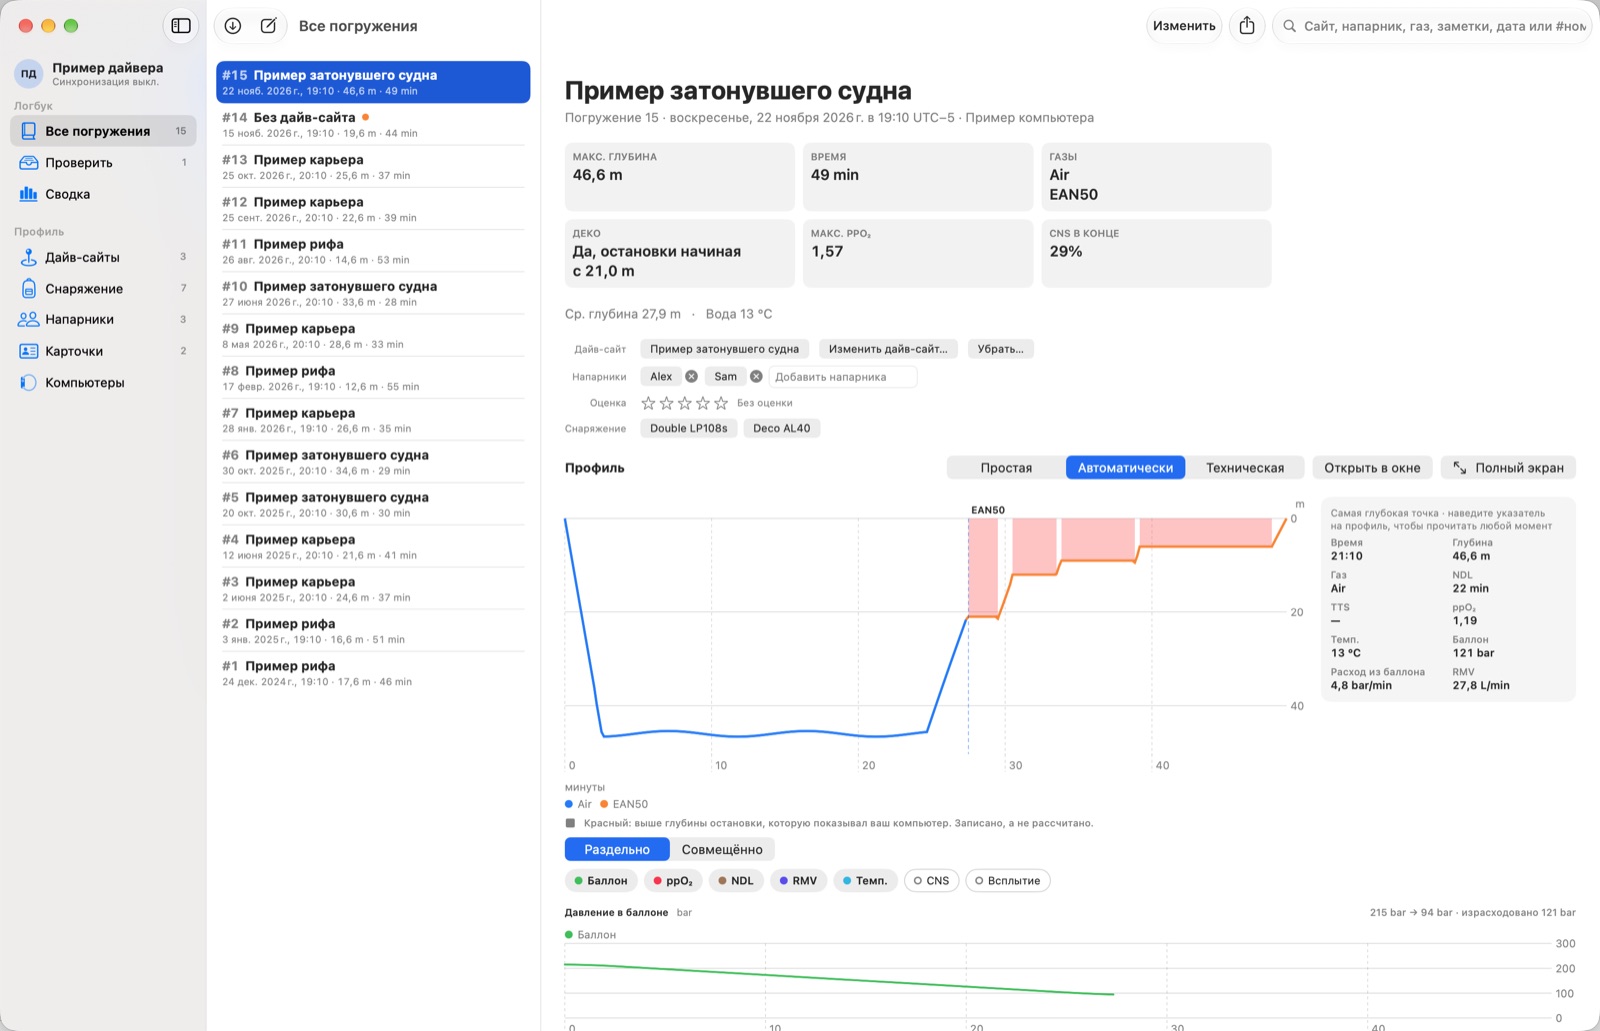 Все погружения
Изменить
Сайт, напарник, газ, заметки, дата или #ном
ПД
Пример дайвера
Синхронизация выкл.
Логбук
Все погружения 15
Проверить 1
Сводка
Профиль
Дайв-сайты 3
Снаряжение 7
Напарники 3
Карточки 2
Компьютеры
#15 Пример затонувшего судна
22 нояб. 2026 г., 19:10 · 46,6 m · 49 min
#14 Без дайв-сайта
15 нояб. 2026 г., 19:10 · 19,6 m · 44 min
#13 Пример карьера
25 окт. 2026 г., 20:10 · 25,6 m · 37 min
#12 Пример карьера
25 сент. 2026 г., 20:10 · 22,6 m · 39 min
#11 Пример рифа
26 авг. 2026 г., 20:10 · 14,6 m · 53 min
#10 Пример затонувшего судна
27 июня 2026 г., 20:10 · 33,6 m · 28 min
#9 Пример карьера
8 мая 2026 г., 20:10 · 28,6 m · 33 min
#8 Пример рифа
17 февр. 2026 г., 19:10 · 12,6 m · 55 min
#7 Пример карьера
28 янв. 2026 г., 19:10 · 26,6 m · 35 min
#6 Пример затонувшего судна
30 окт. 2025 г., 20:10 · 34,6 m · 29 min
#5 Пример затонувшего судна
20 окт. 2025 г., 20:10 · 30,6 m · 30 min
#4 Пример карьера
12 июня 2025 г., 20:10 · 21,6 m · 41 min
#3 Пример карьера
2 июня 2025 г., 20:10 · 24,6 m · 37 min
#2 Пример рифа
3 янв. 2025 г., 19:10 · 16,6 m · 51 min
#1 Пример рифа
24 дек. 2024 г., 19:10 · 17,6 m · 46 min
Пример затонувшего судна
Погружение 15 · воскресенье, 22 ноября 2026 г. в 19:10 UTC−5 · Пример компьютера
МАКС. ГЛУБИНА
46,6 m
ВРЕМЯ
49 min
ГАЗЫ
Air
EAN50
ДЕКО
Да, остановки начиная
с 21,0 m
МАКС. PPO₂
1,57
CNS В КОНЦЕ
29%
Ср. глубина 27,9 m · Вода 13 °C
Дайв-сайт Пример затонувшего судна Изменить дайв-сайт... Убрать...
Напарники Alex Sam Добавить напарника
Оценка Без оценки
Снаряжение Double LP108s Deco AL40
Профиль Простая Автоматически Техническая Открыть в окне Полный экран
EAN50
m
0
20
40
0 10 20 30 40
минуты
Air EAN50
Красный: выше глубины остановки, которую показывал ваш компьютер. Записано, а не рассчитано.
Самая глубокая точка · наведите указатель
на профиль, чтобы прочитать любой момент
Время Глубина
21:10 46,6 m
Газ NDL
Air 22 min
TTS ppO₂
— 1,19
Темп. Баллон
13 °C 121 bar
Расход из баллона RMV
4,8 bar/min 27,8 L/min
Раздельно Совмещённо
Баллон ppO₂ NDL RMV Темп. CNS Всплытие
Давление в баллоне bar 215 bar → 94 bar · израсходовано 121 bar
Баллон
300
200
100
0
0 10 20 30 40